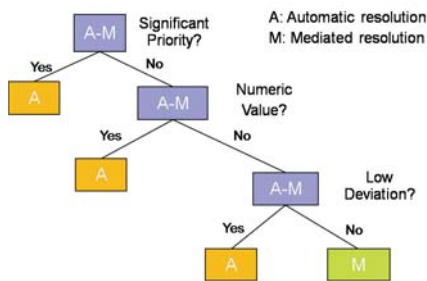 Significant
Priority?
A: Automatic resolution
M: Mediated resolution
A-M
Yes
No
A
A-M
Numeric
Value?
Yes
No
A
A-M
Low
Deviation?
Yes
No
A
M